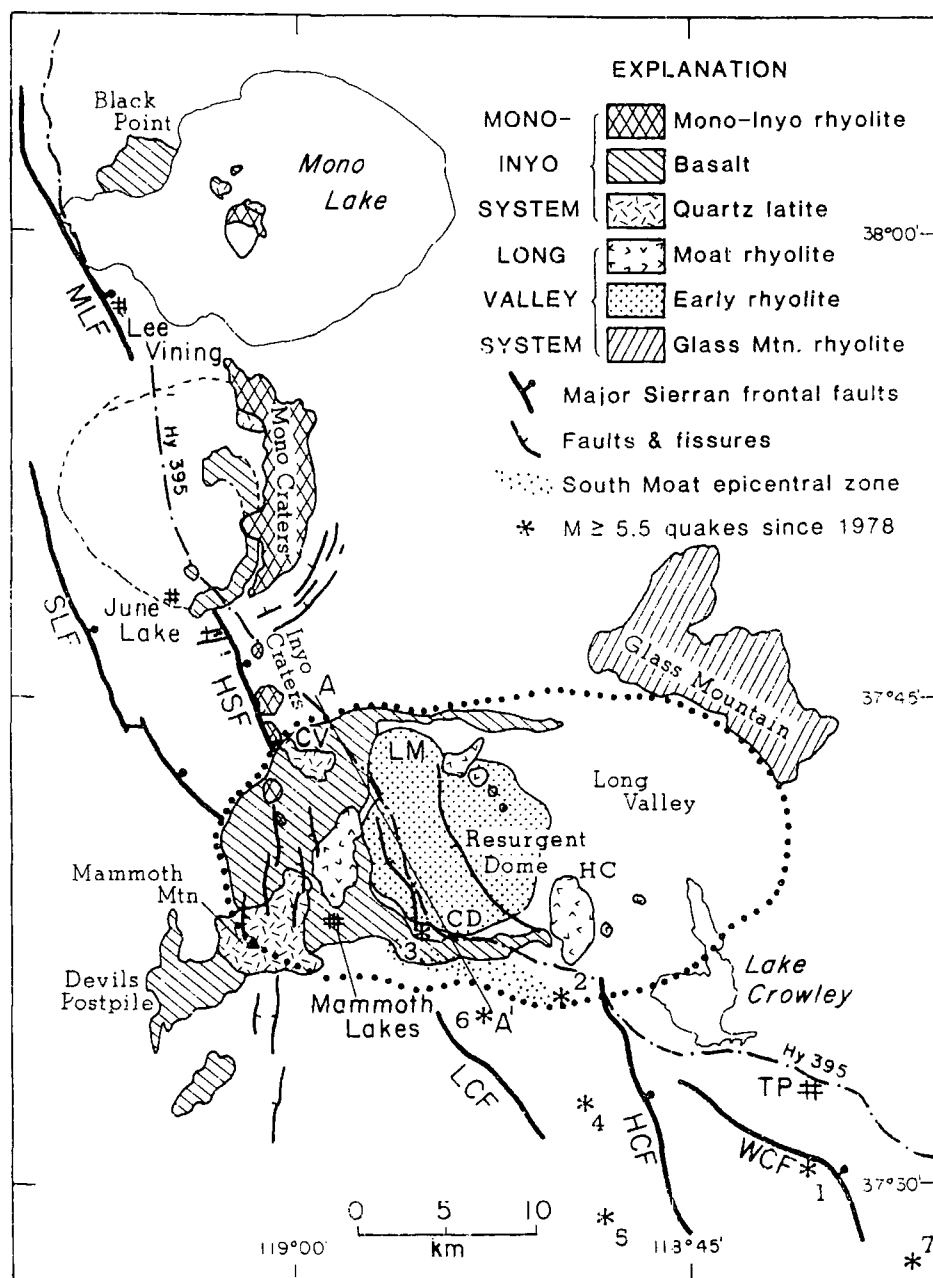 EXPLANATION
MONO- Mono-Inyo rhyolite
INYO Basalt
SYSTEM Quartz latite
LONG Moat rhyolite
VALLEY Early rhyolite
SYSTEM Glass Mtn. rhyolite
Major Sierran frontal faults
Faults & fissures
South Moat epicentral zone
* M ≥ 5.5 quakes since 1978
Black
Point
Mono
Lake
38°00'
MLF
Lee
Vining
Hy 395
Mono Craters
SLF
June
Lake
HSF
Inyo
Craters
A
Glass Mountain
37°45'
CV
LM
Long
Valley
Resurgent
Dome
HC
Mammoth
Mtn
CD
3
2
Devils
Postpile
Mammoth
Lakes
6*
A'
Lake
Crowley
Hy 395
LCF
TP
*4
HCF
WCF
*1
37°30'
*5
*7
0 5 10
km
119°00'
113°45'